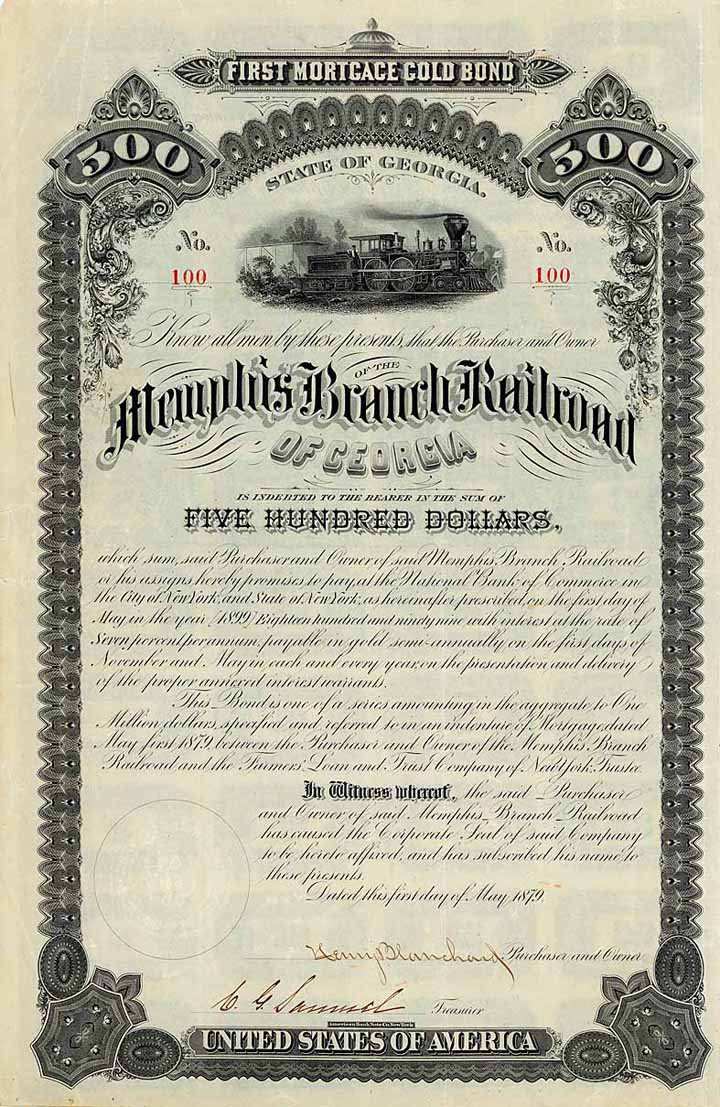 FIRST MORTGAGE GOLD BOND
500 500
STATE OF GEORGIA.
No. No.
100 100
Know all men by these presents, that the Purchaser and Owner
OF THE
Memphis Branch Railroad
OF GEORGIA
IS INDEBTED TO THE BEARER IN THE SUM OF
FIVE HUNDRED DOLLARS,
which sum, said Purchaser and Owner of said Memphis Branch Railroad
or his assigns hereby promises to pay, at the National Bank of Commerce in
the City of New York, and State of New York, as hereinafter prescribed, on the first day of
May in the year 1899 Eighteen hundred and ninety nine with interest at the rate of
Seven per cent per annum, payable in gold semi-annually on the first days of
November and May in each and every year, on the presentation and delivery
of the proper annexed interest warrants.
This Bond is one of a series amounting in the aggregate to One
Million dollars, specified and referred to in an indenture of Mortgage, dated
May first 1879, between the Purchaser and Owner of the Memphis Branch
Railroad and the Farmers' Loan and Trust Company of New York, Trustee.
In Witness whereof, the said Purchaser
and Owner of said Memphis Branch Railroad
has caused the Corporate Seal of said Company
to be hereto affixed, and has subscribed his name to
these presents.
Dated this first day of May 1879.
Henry Blanchard Purchaser and Owner
C. G. Samuel Treasurer
American Bank Note Co. New York
UNITED STATES OF AMERICA